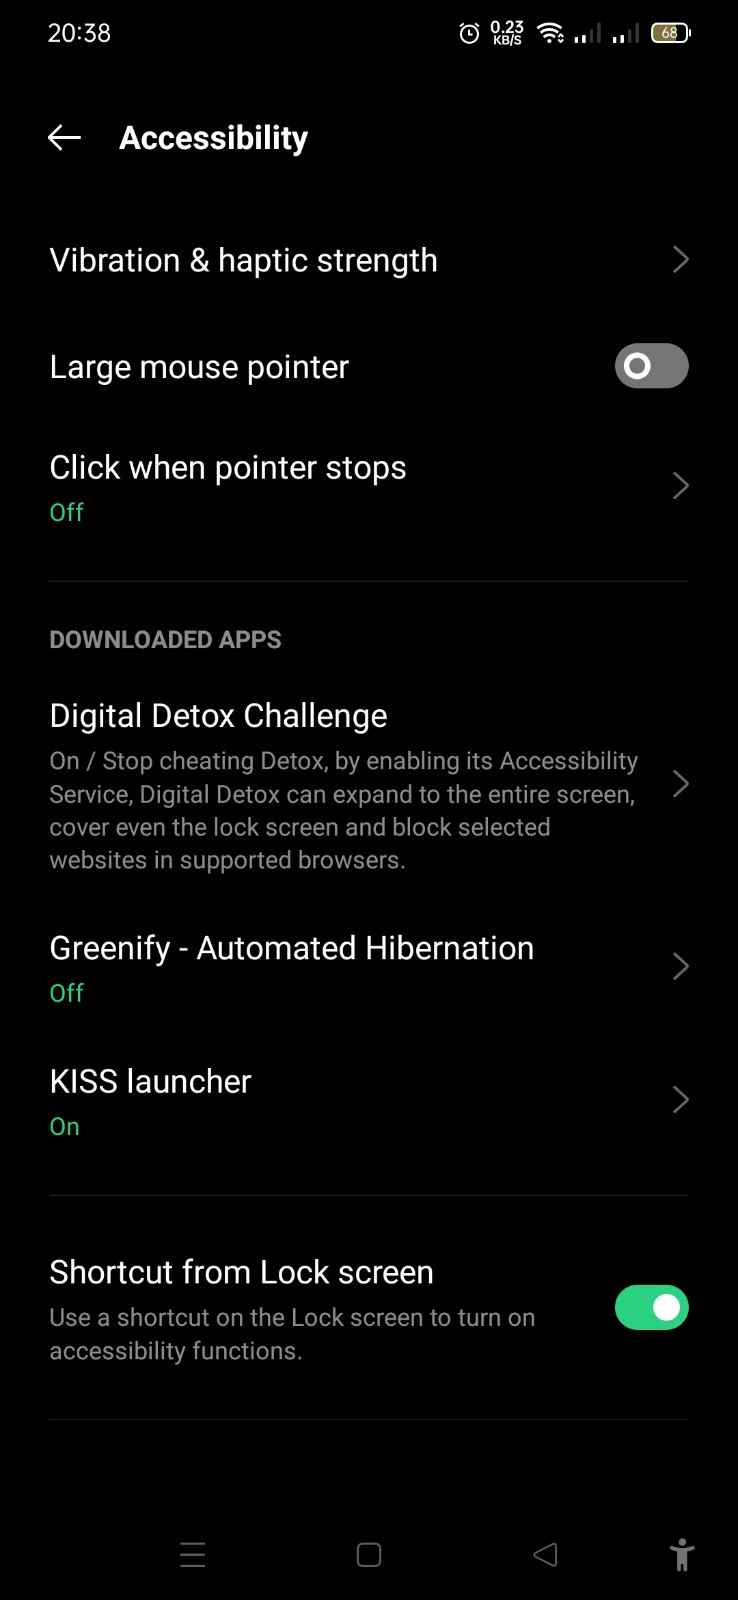 20:38
0.23
KB/S
68
Accessibility
Vibration & haptic strength
Large mouse pointer
Click when pointer stops
Off
DOWNLOADED APPS
Digital Detox Challenge
On / Stop cheating Detox, by enabling its Accessibility
Service, Digital Detox can expand to the entire screen,
cover even the lock screen and block selected
websites in supported browsers.
Greenify - Automated Hibernation
Off
KISS launcher
On
Shortcut from Lock screen
Use a shortcut on the Lock screen to turn on
accessibility functions.